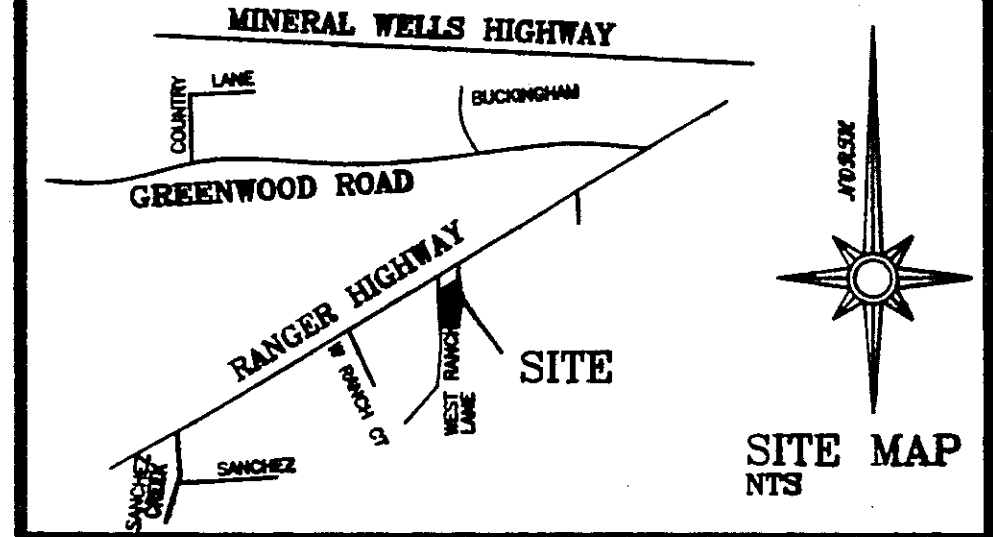 MINERAL WELLS HIGHWAY
COUNTRY
LANE
BUCKINGHAM
NORTH
GREENWOOD ROAD
RANGER HIGHWAY
SITE
W RANCH CT
WEST RANCH
LANE
SANCHEZ
CREEK
SANCHEZ
SITE MAP
NTS